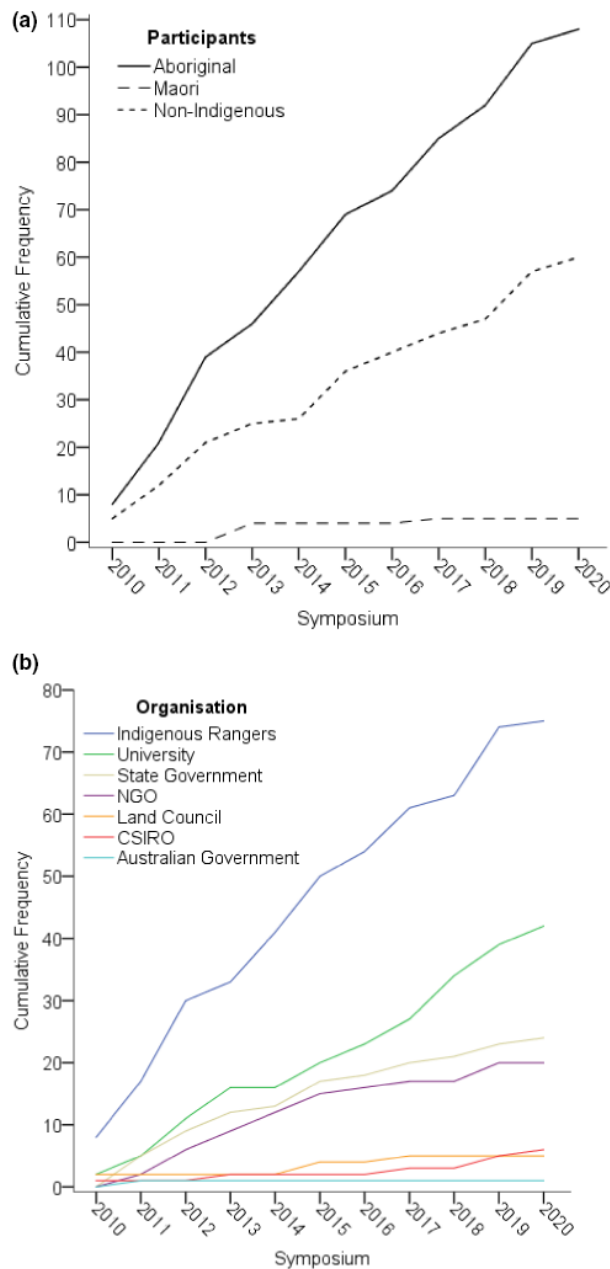 (a)
Participants
Aboriginal
Maori
Non-Indigenous
110
100
90
80
70
60
50
40
30
20
10
0
Cumulative Frequency
2010
2011
2012
2013
2014
2015
2016
2017
2018
2019
2020
Symposium
(b)
Organisation
Indigenous Rangers
University
State Government
NGO
Land Council
CSIRO
Australian Government
80
70
60
50
40
30
20
10
0
Cumulative Frequency
2010
2011
2012
2013
2014
2015
2016
2017
2018
2019
2020
Symposium